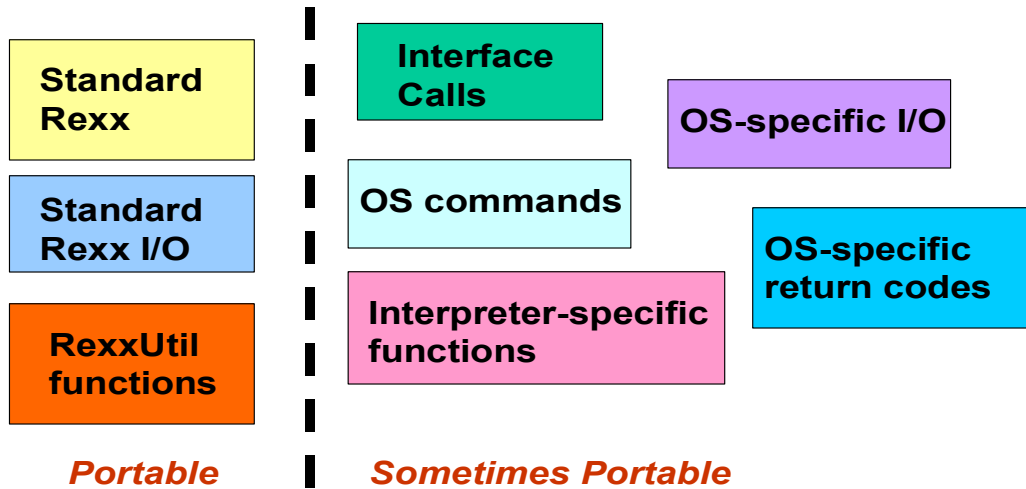 Standard
Rexx
Standard
Rexx I/O
RexxUtil
functions
Portable
Interface
Calls
OS-specific I/O
OS commands
OS-specific
return codes
Interpreter-specific
functions
Sometimes Portable